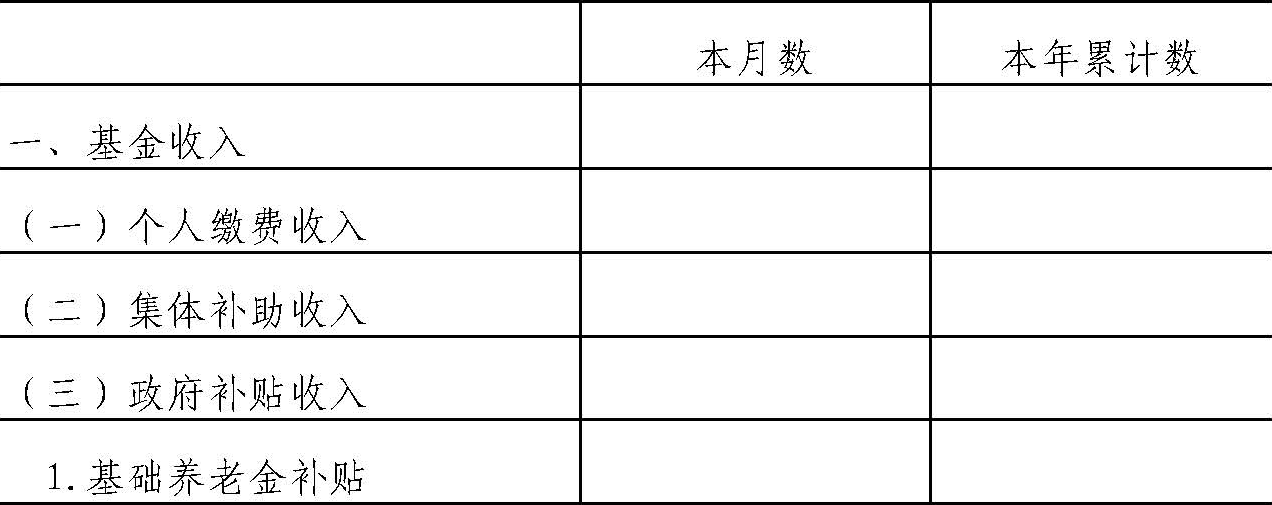 本月数 本年累计数
一、基金收入
（一）个人缴费收入
（二）集体补助收入
（三）政府补贴收入
1.基础养老金补贴